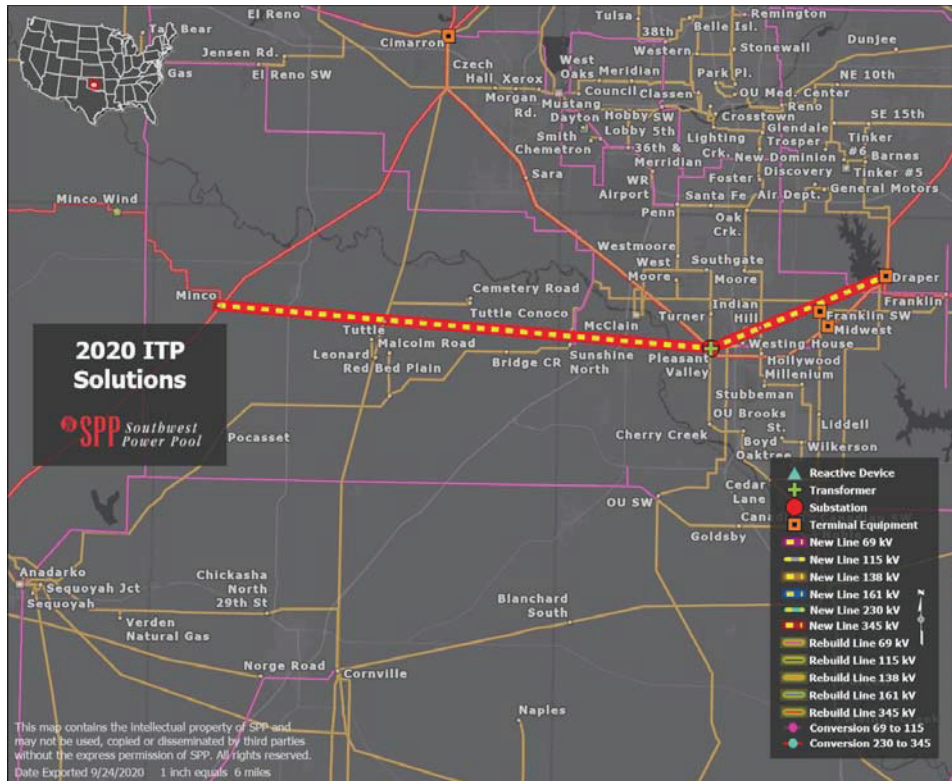 El Reno
Tulsa
Remington
38th
Belle Isl.
Tal
Bear
Cimarron
Western
Stonewall
Dunjee
Jensen Rd.
Gas
El Reno SW
Czech
Hall
Xerox
West
Oaks
Meridian
Park Pl.
NE 10th
Morgan
Rd.
Mustang
Council
Classen
OU Med. Center
Reno
Dayton
Hobby SW
Lobby 5th
Crosstown
SE 15th
Smith
Chemetron
Lighting
Crk.
Glendale
Trosper
Tinker
#6
36th &
Merridian
New Dominion
Discovery
Barnes
Tinker #5
Sara
WR
Airport
Foster
General Motors
Santa Fe
Air Dept.
Minco Wind
Penn
Oak
Crk.
Westmoore
West
Moore
Southgate
Moore
Draper
Minco
Cemetery Road
Tuttle Conoco
Indian
Hill
Franklin
Turner
McClain
Franklin SW
Midwest
Tuttle
Malcolm Road
Leonard
Red Bed Plain
Bridge CR
Sunshine
North
Pleasant
Valley
Westing House
Hollywood
Millenium
2020 ITP
Solutions
SPP Southwest
Power Pool
Stubbeman
OU Brooks
St.
Liddell
Pocasset
Cherry Creek
Boyd
Oaktree
Wilkerson
Cedar
Lane
OU SW
Goldsby
Reactive Device
Transformer
Substation
Terminal Equipment
New Line 69 kV
New Line 115 kV
New Line 138 kV
New Line 161 kV
New Line 230 kV
New Line 345 kV
Rebuild Line 69 kV
Rebuild Line 115 kV
Rebuild Line 138 kV
Rebuild Line 161 kV
Rebuild Line 345 kV
Conversion 69 to 115
Conversion 230 to 345
N
Anadarko
Sequoyah Jct
Sequoyah
Chickasha
North
29th St
Verden
Natural Gas
Blanchard
South
Norge Road
Cornville
Naples
This map contains the intellectual property of SPP and
may not be used, copied or disseminated by third parties
without the express permission of SPP. All rights reserved.
Date Exported 9/24/2020 1 inch equals 6 miles